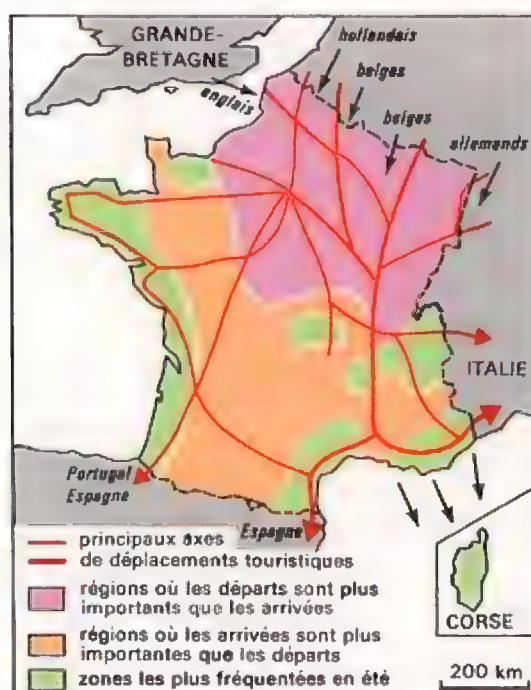 GRANDE-
BRETAGNE
hollandais
belges
anglais
belges
allemands
ITALIE
Portugal
Espagne
Espagne
CORSE
principaux axes
de déplacements touristiques
régions où les départs sont plus
importants que les arrivées
régions où les arrivées sont plus
importantes que les départs
zones les plus fréquentées en été
200 km